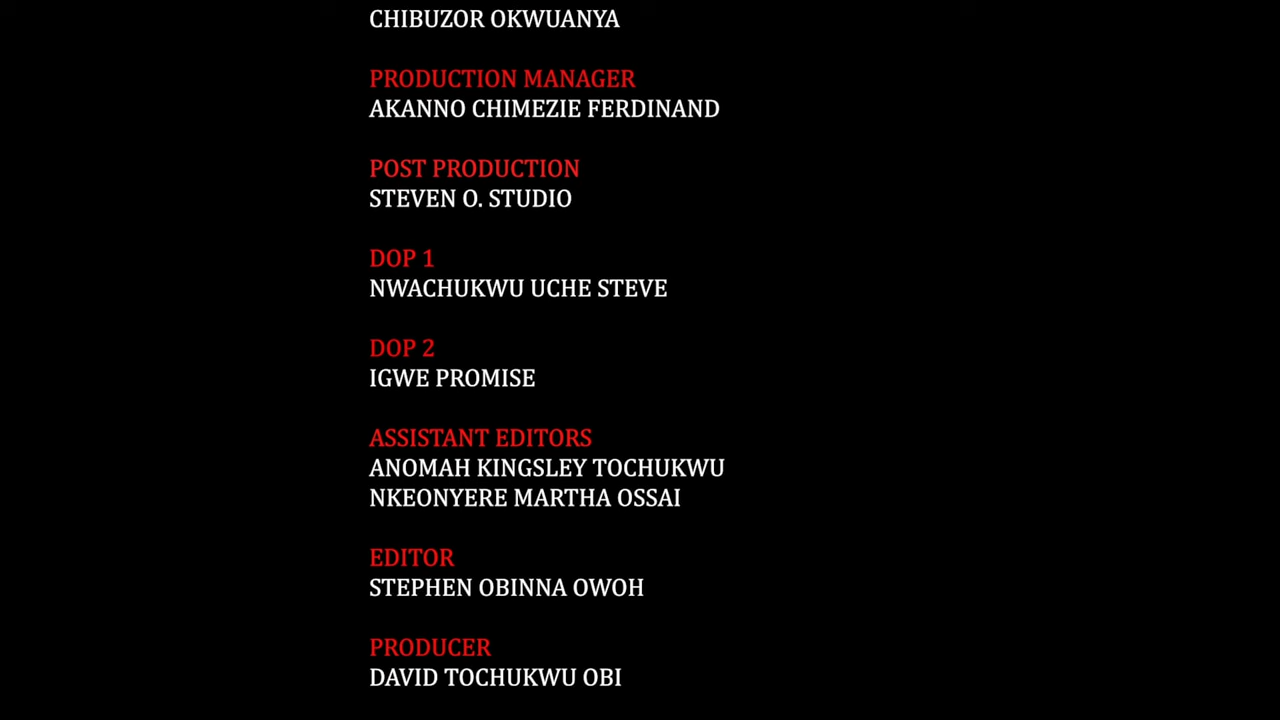 CHIBUZOR OKWUANYA
PRODUCTION MANAGER
AKANNO CHIMEZIE FERDINAND
POST PRODUCTION
STEVEN O. STUDIO
DOP 1
NWACHUKWU UCHE STEVE
DOP 2
IGWE PROMISE
ASSISTANT EDITORS
ANOMAH KINGSLEY TOCHUKWU
NKEONYERE MARTHA OSSAI
EDITOR
STEPHEN OBINNA OWOH
PRODUCER
DAVID TOCHUKWU OBI